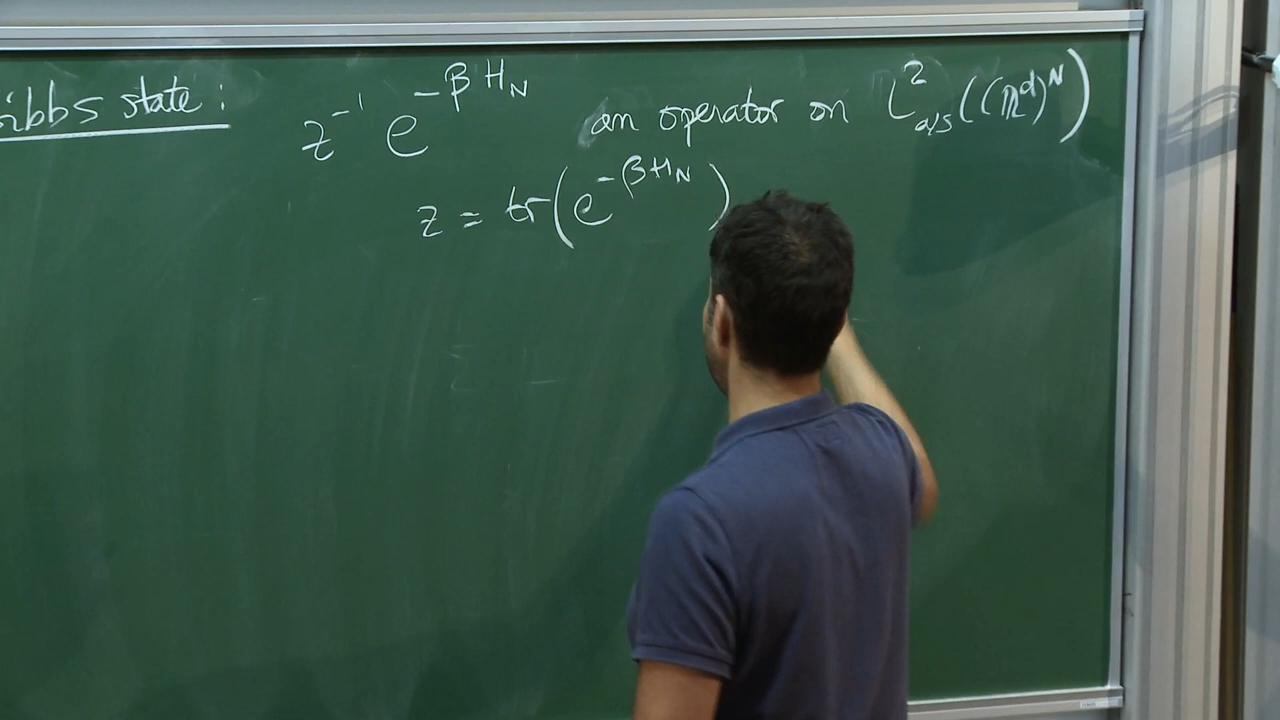 ibbs state : z⁻¹ e^{-βH_N} an operator on L²_{a/s}((ℝ^d)^N)
z = tr(e^{-βH_N})